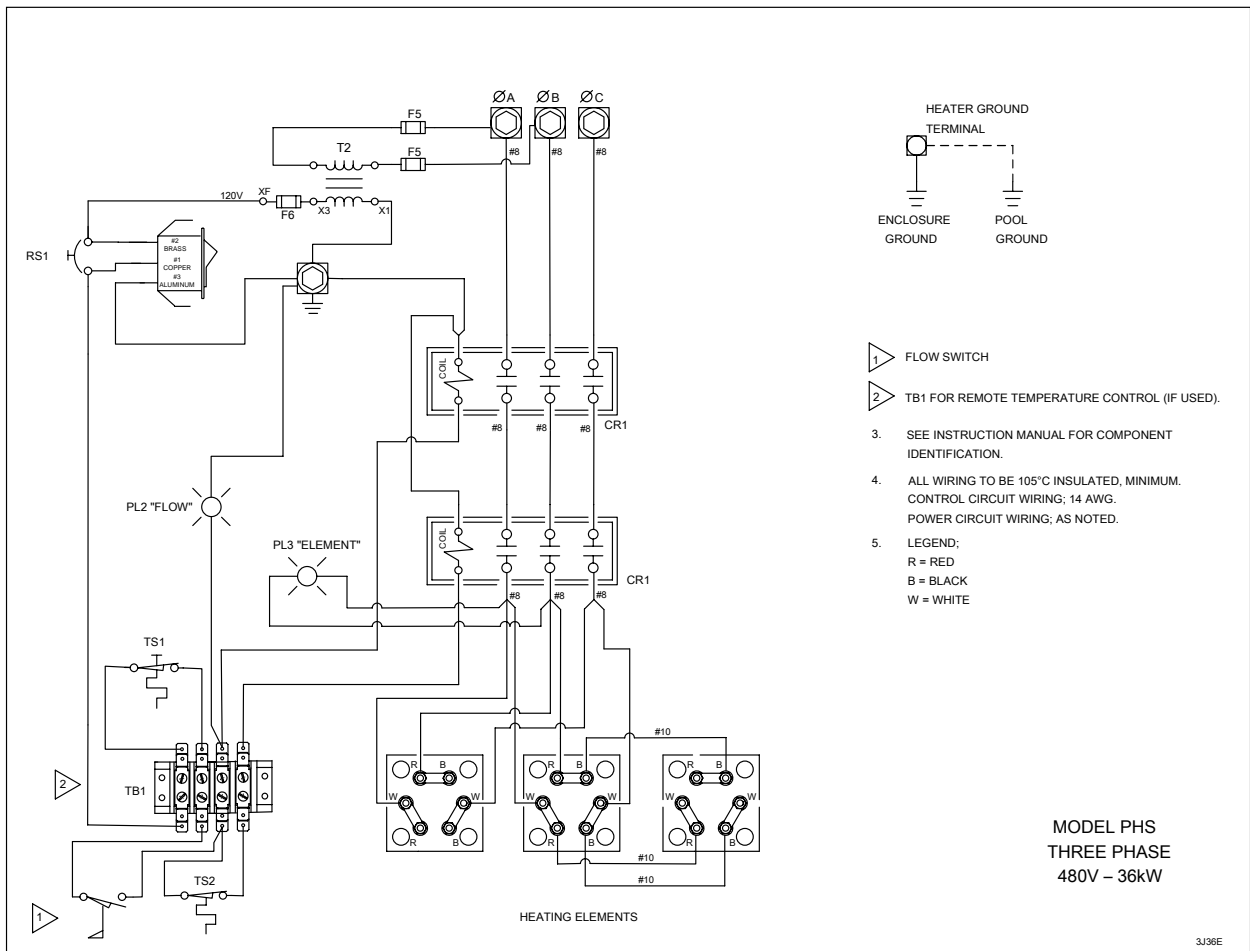 ØA ØB ØC
F5
F5
T2
#8 #8 #8
120V XF
F6 X3 X1
RS1
#2
BRASS
#1
COPPER
#3
ALUMINUM
COIL
CR1
#8 #8 #8
PL2 "FLOW"
COIL
PL3 "ELEMENT"
CR1
#8 #8 #8
TS1
#10
R B R B R B
2
TB1
W W W W W
R B R B R B
#10
#10
TS2
1
HEATING ELEMENTS
HEATER GROUND
TERMINAL
ENCLOSURE
GROUND
POOL
GROUND
1 FLOW SWITCH
2 TB1 FOR REMOTE TEMPERATURE CONTROL (IF USED).
3. SEE INSTRUCTION MANUAL FOR COMPONENT
IDENTIFICATION.
4. ALL WIRING TO BE 105°C INSULATED, MINIMUM.
CONTROL CIRCUIT WIRING; 14 AWG.
POWER CIRCUIT WIRING; AS NOTED.
5. LEGEND;
R = RED
B = BLACK
W = WHITE
MODEL PHS
THREE PHASE
480V – 36kW
3J36E